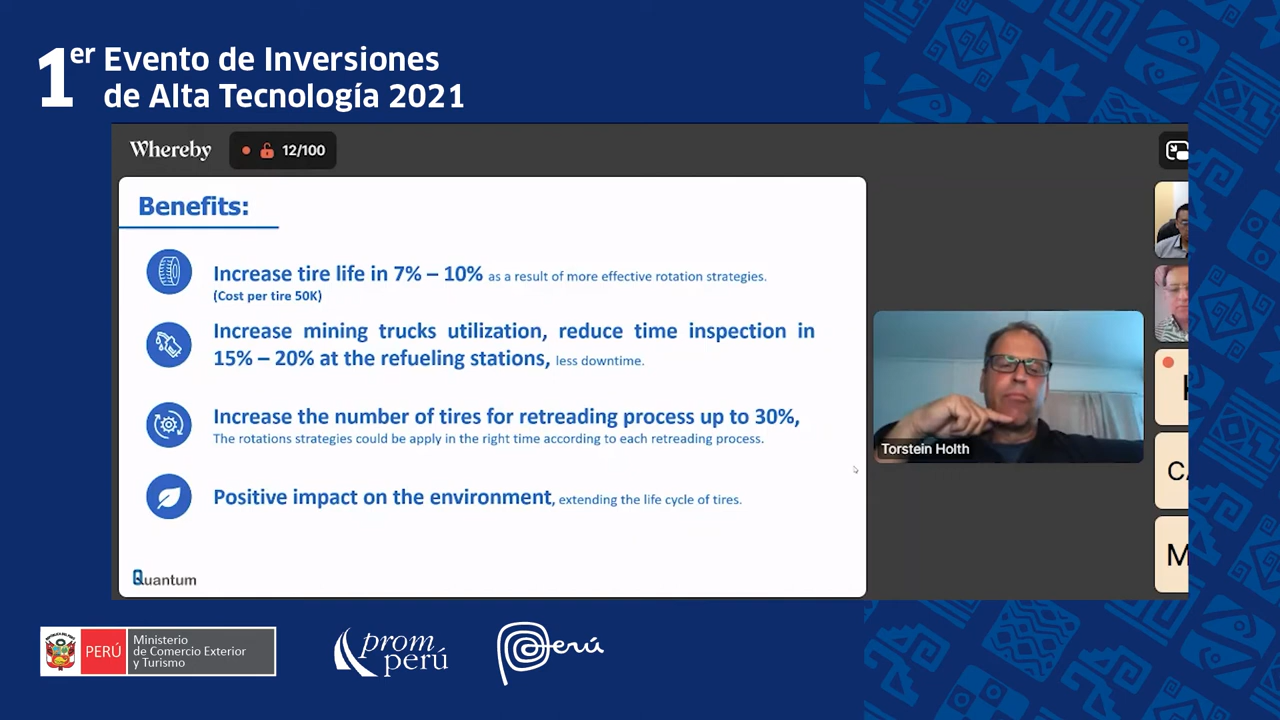 1er Evento de Inversiones
de Alta Tecnología 2021
Whereby
12/100
Benefits:
Increase tire life in 7% – 10% as a result of more effective rotation strategies.
(Cost per tire 50K)
Increase mining trucks utilization, reduce time inspection in
15% – 20% at the refueling stations, less downtime.
Increase the number of tires for retreading process up to 30%,
The rotations strategies could be apply in the right time according to each retreading process.
Positive impact on the environment, extending the life cycle of tires.
Quantum
Torstein Holth
M
PERÚ
Ministerio
de Comercio Exterior
y Turismo
prom
perú
Perú